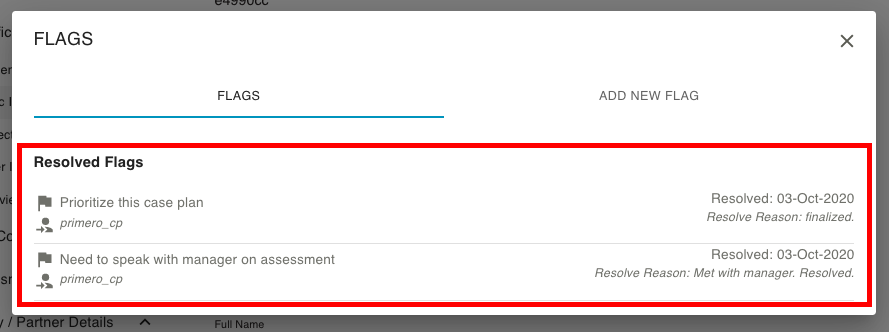 e4990cc
FLAGS
FLAGS
ADD NEW FLAG
Resolved Flags
Prioritize this case plan
Resolved: 03-Oct-2020
primero_cp
Resolve Reason: finalized.
Need to speak with manager on assessment
Resolved: 03-Oct-2020
primero_cp
Resolve Reason: Met with manager. Resolved.
/ Partner Details
Full Name